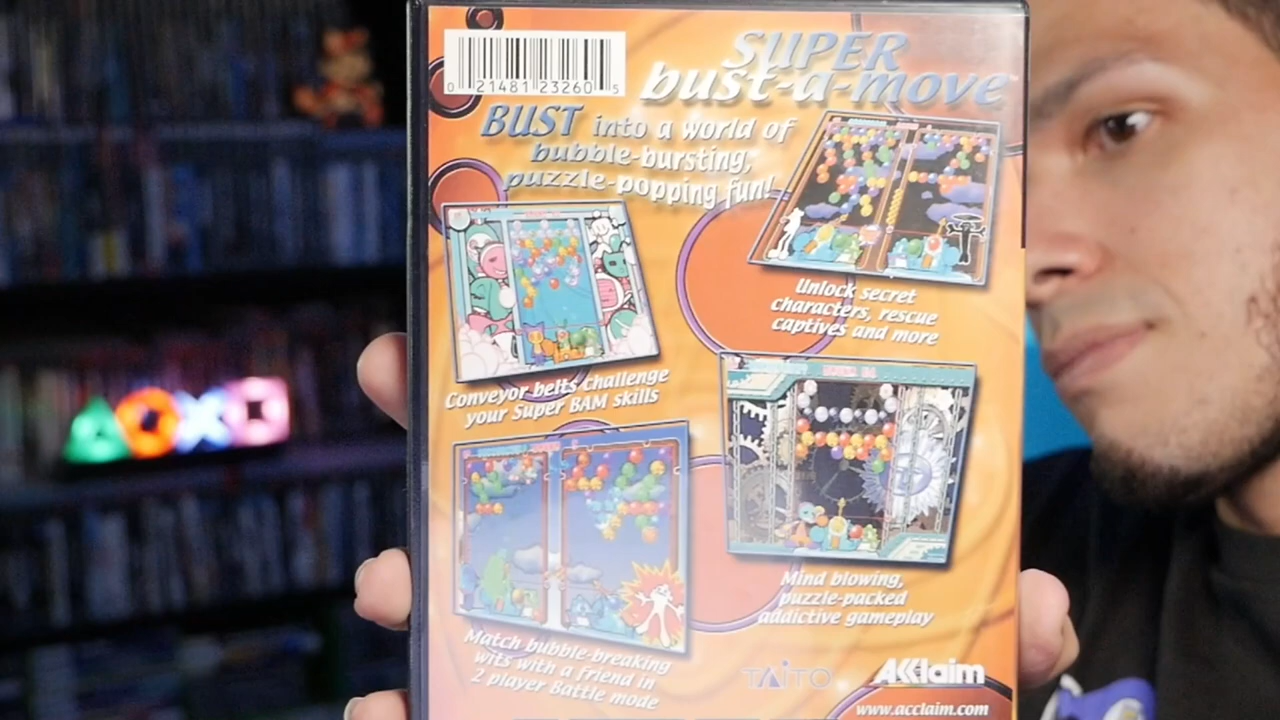 0 21481 23260 5
SUPER
bust-a-move
BUST into a world of
bubble-bursting,
puzzle-popping fun!
Unlock secret
characters, rescue
captives and more
Conveyor belts challenge
your Super BAM skills
Mind blowing,
puzzle-packed
addictive gameplay
Match bubble-breaking
wits with a friend in
2 player Battle mode
TAITO
AKklaim
www.acclaim.com